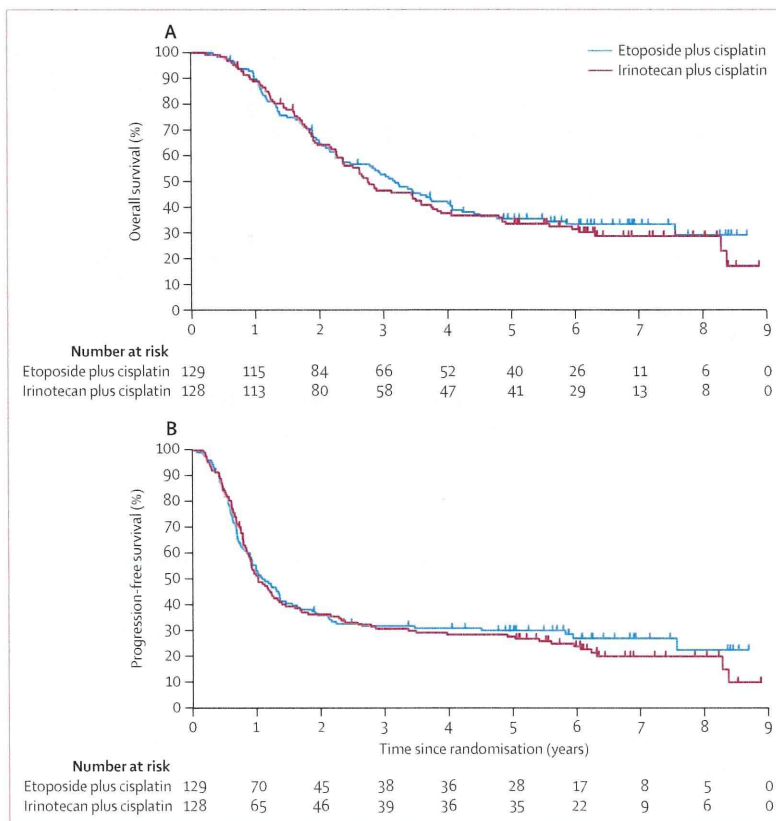 A
Etoposide plus cisplatin
Irinotecan plus cisplatin
Overall survival (%)
100
90
80
70
60
50
40
30
20
10
0
0 1 2 3 4 5 6 7 8 9
Number at risk
Etoposide plus cisplatin 129 115 84 66 52 40 26 11 6 0
Irinotecan plus cisplatin 128 113 80 58 47 41 29 13 8 0
B
Progression-free survival (%)
100
90
80
70
60
50
40
30
20
10
0
0 1 2 3 4 5 6 7 8 9
Time since randomisation (years)
Number at risk
Etoposide plus cisplatin 129 70 45 38 36 28 17 8 5 0
Irinotecan plus cisplatin 128 65 46 39 36 35 22 9 6 0